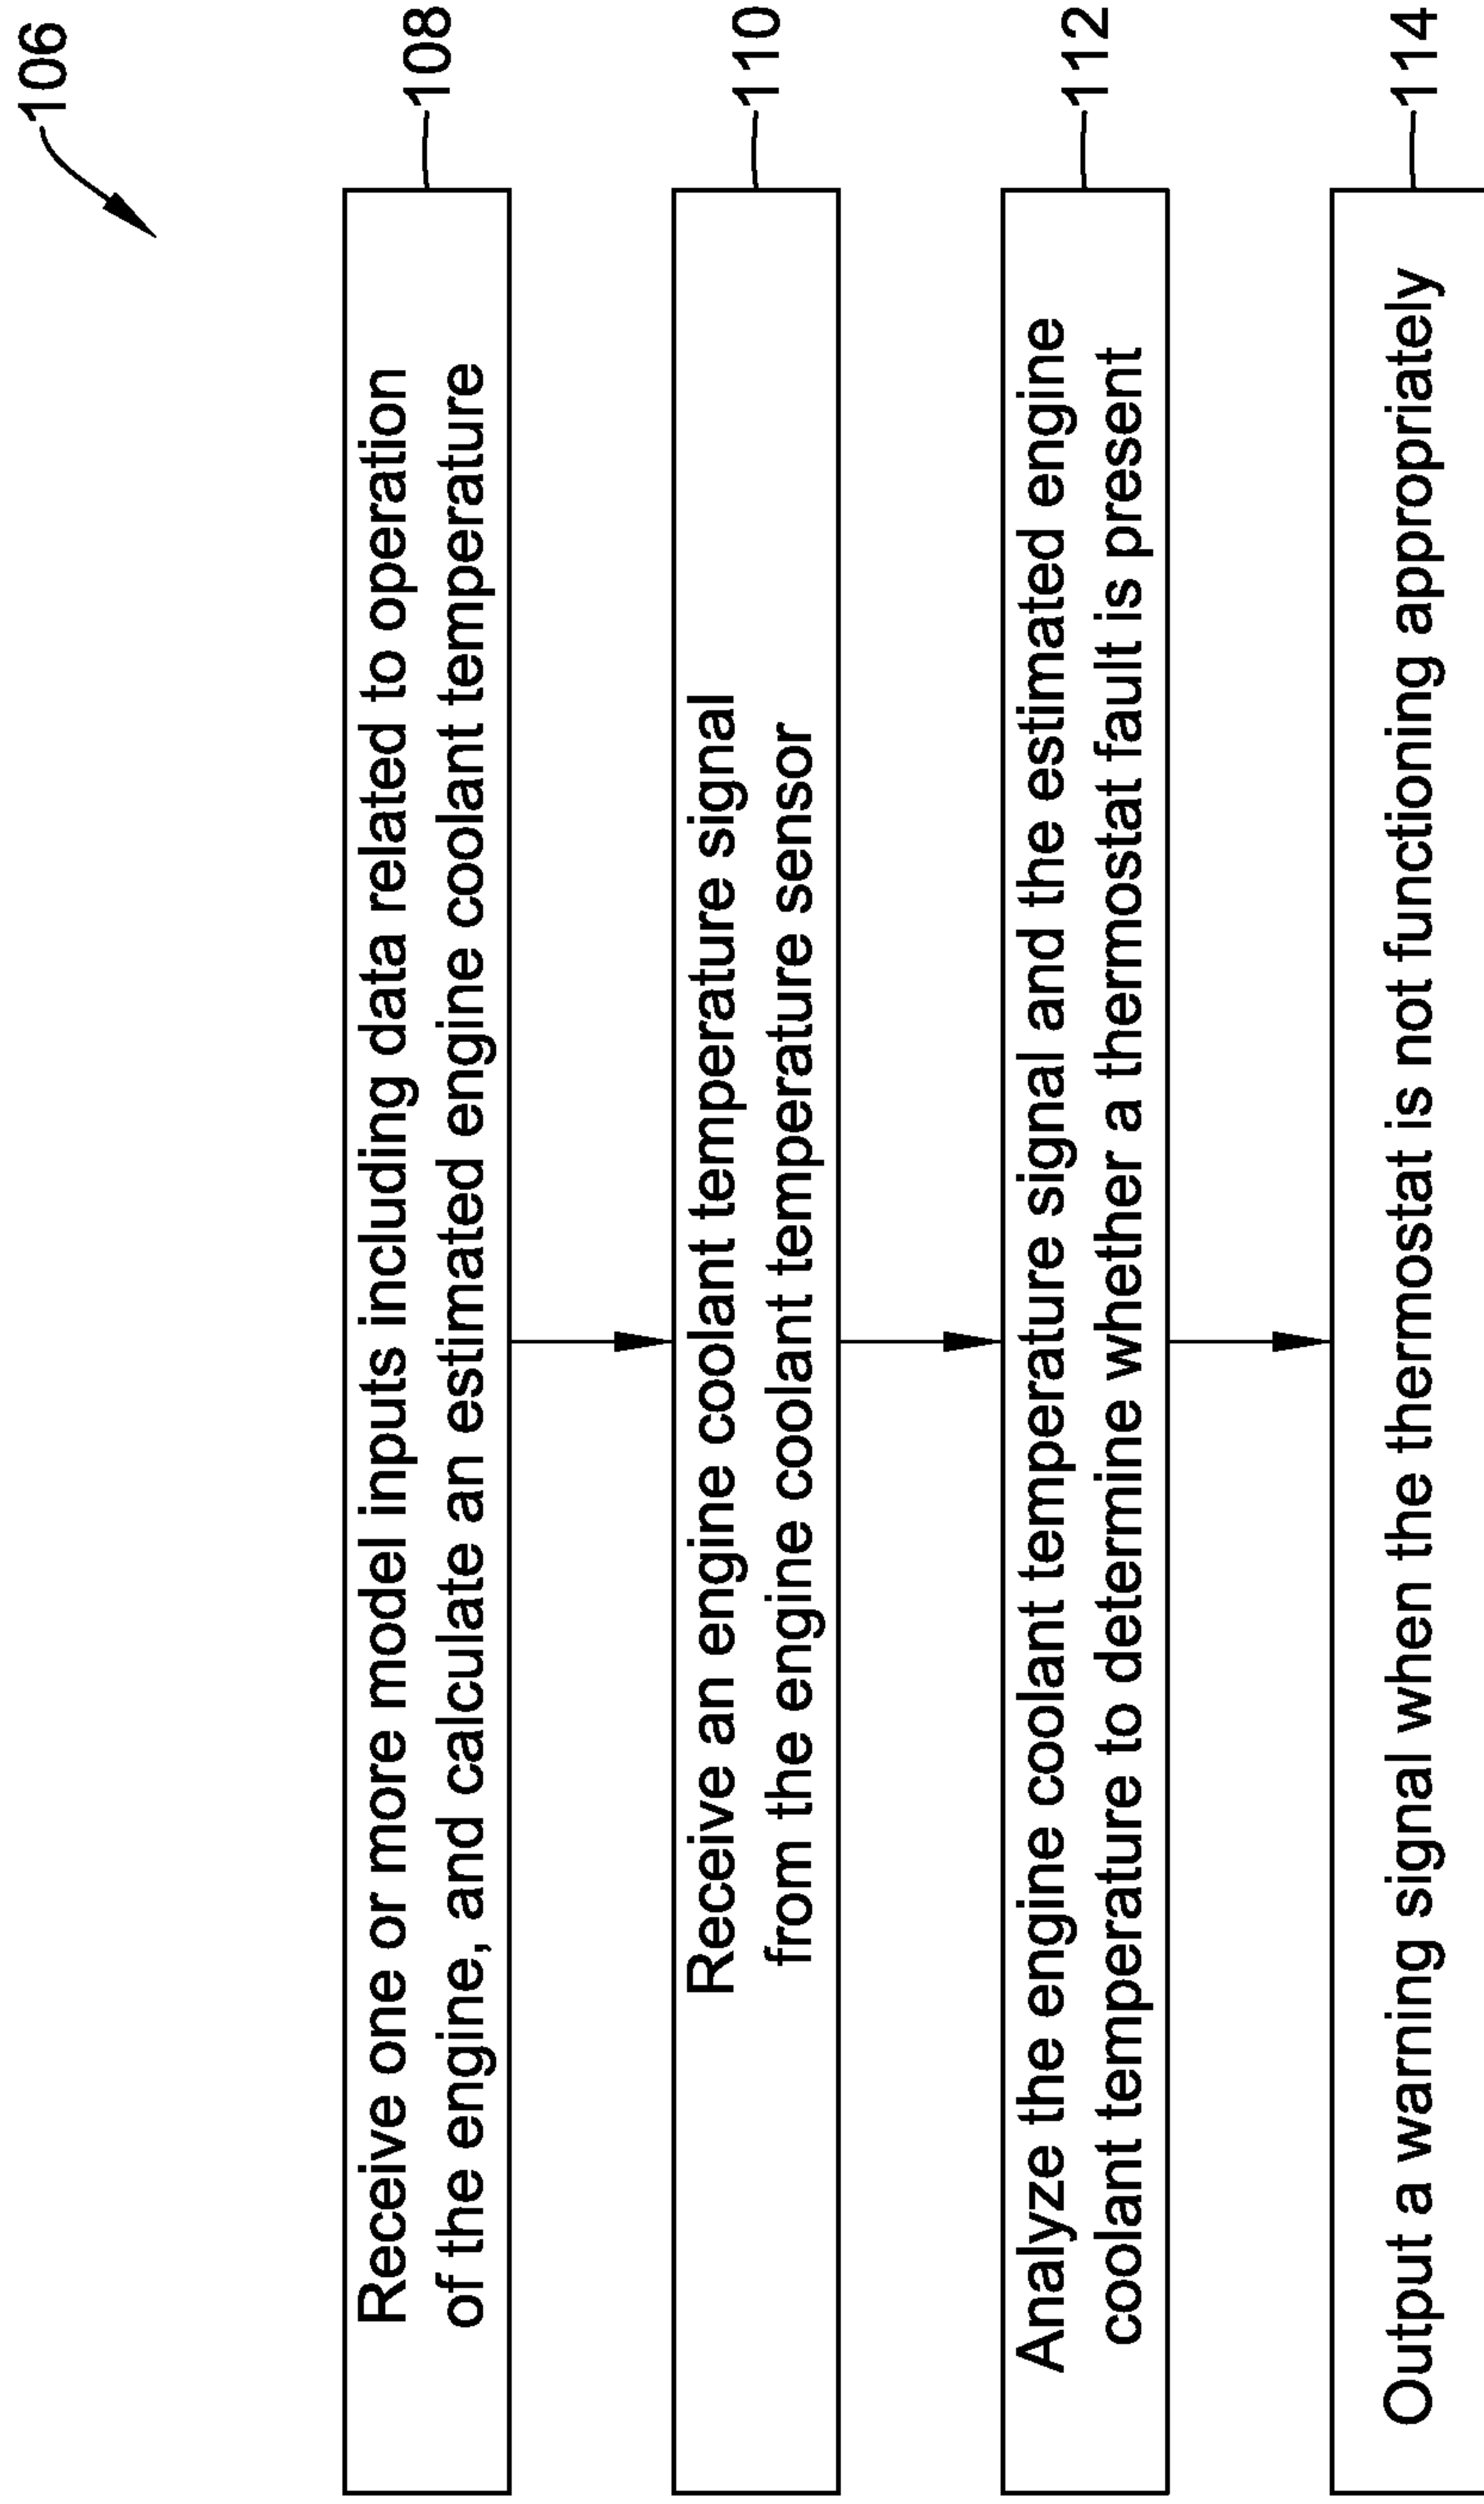 106
Receive one or more model inputs including data related to operation
of the engine, and calculate an estimated engine coolant temperature
108
Receive an engine coolant temperature signal
from the engine coolant temperature sensor
110
Analyze the engine coolant temperature signal and the estimated engine
coolant temperature to determine whether a thermostat fault is present
112
Output a warning signal when the thermostat is not functioning appropriately
114